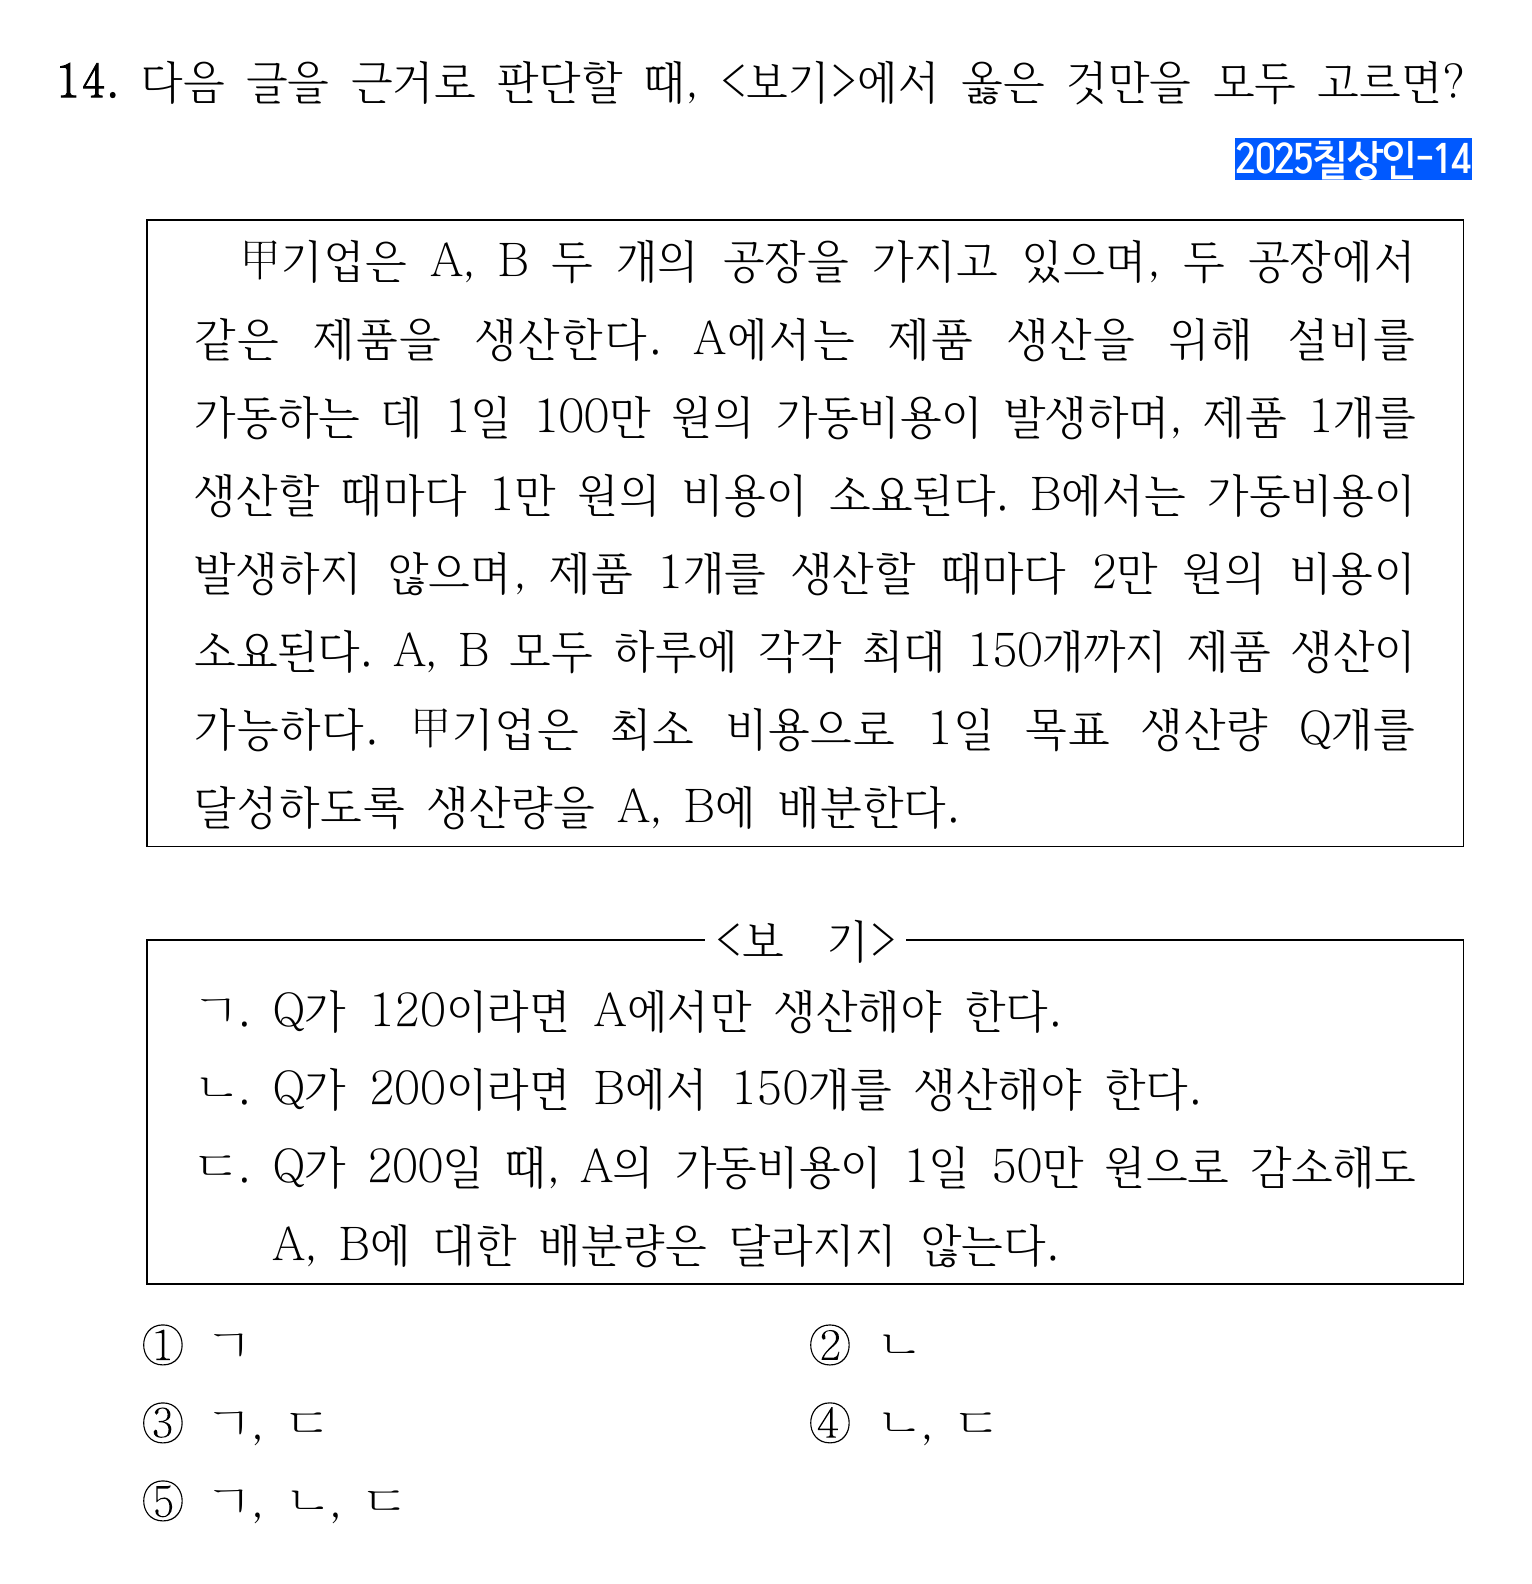 14. 다음 글을 근거로 판단할 때, <보기>에서 옳은 것만을 모두 고르면?
2025칠상인-14
甲기업은 A, B 두 개의 공장을 가지고 있으며, 두 공장에서
같은 제품을 생산한다. A에서는 제품 생산을 위해 설비를
가동하는 데 1일 100만 원의 가동비용이 발생하며, 제품 1개를
생산할 때마다 1만 원의 비용이 소요된다. B에서는 가동비용이
발생하지 않으며, 제품 1개를 생산할 때마다 2만 원의 비용이
소요된다. A, B 모두 하루에 각각 최대 150개까지 제품 생산이
가능하다. 甲기업은 최소 비용으로 1일 목표 생산량 Q개를
달성하도록 생산량을 A, B에 배분한다.
<보 기>
ㄱ. Q가 120이라면 A에서만 생산해야 한다.
ㄴ. Q가 200이라면 B에서 150개를 생산해야 한다.
ㄷ. Q가 200일 때, A의 가동비용이 1일 50만 원으로 감소해도
A, B에 대한 배분량은 달라지지 않는다.
① ㄱ
② ㄴ
③ ㄱ, ㄷ
④ ㄴ, ㄷ
⑤ ㄱ, ㄴ, ㄷ